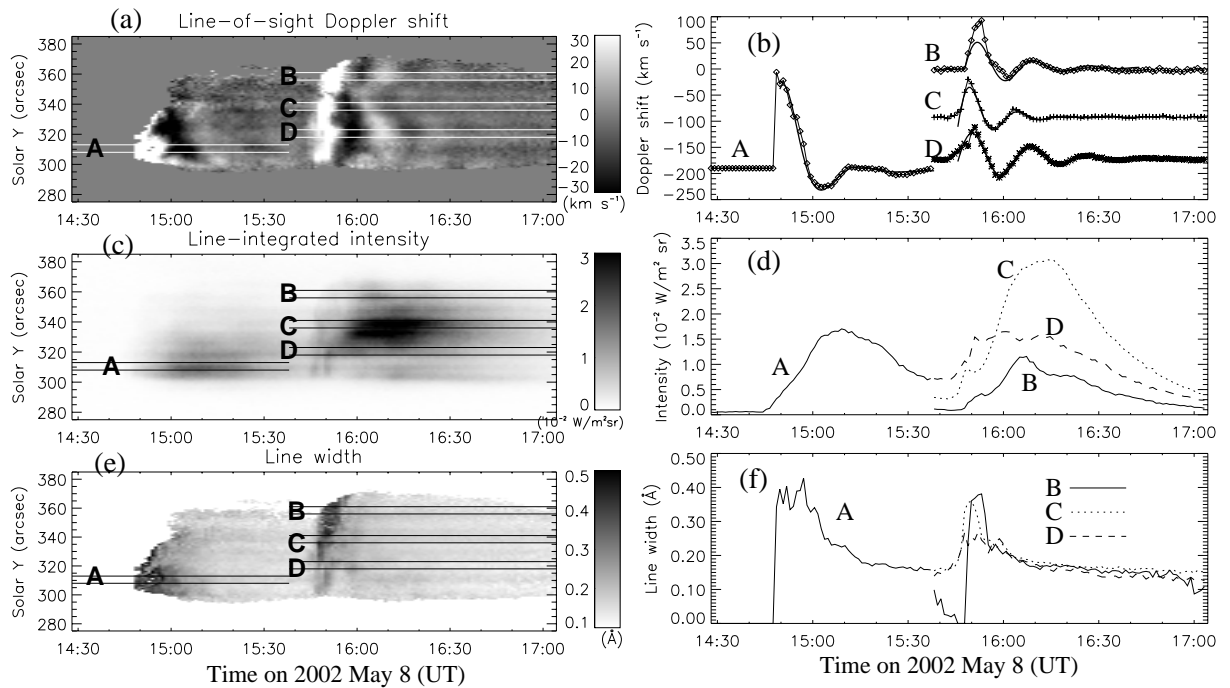 (a) Line-of-sight Doppler shift
Solar Y (arcsec)
380
360
340
320
300
280
A
B
C
D
30
20
10
0
−10
−20
−30
(km s⁻¹)
14:30 15:00 15:30 16:00 16:30 17:00
(b)
Doppler shift (km s⁻¹)
100
50
0
−50
−100
−150
−200
−250
A
B
C
D
14:30 15:00 15:30 16:00 16:30 17:00
(c) Line−integrated intensity
Solar Y (arcsec)
380
360
340
320
300
280
A
B
C
D
3
2
1
0
(10⁻² W/m²sr)
14:30 15:00 15:30 16:00 16:30 17:00
(d)
Intensity (10⁻² W/m² sr)
3.5
3.0
2.5
2.0
1.5
1.0
0.5
0.0
A
B
C
D
14:30 15:00 15:30 16:00 16:30 17:00
(e) Line width
Solar Y (arcsec)
380
360
340
320
300
280
A
B
C
D
0.5
0.4
0.3
0.2
0.1
(Å)
14:30 15:00 15:30 16:00 16:30 17:00
Time on 2002 May 8 (UT)
(f)
Line width (Å)
0.50
0.40
0.30
0.20
0.10
0.00
A
B
C
D
14:30 15:00 15:30 16:00 16:30 17:00
Time on 2002 May 8 (UT)